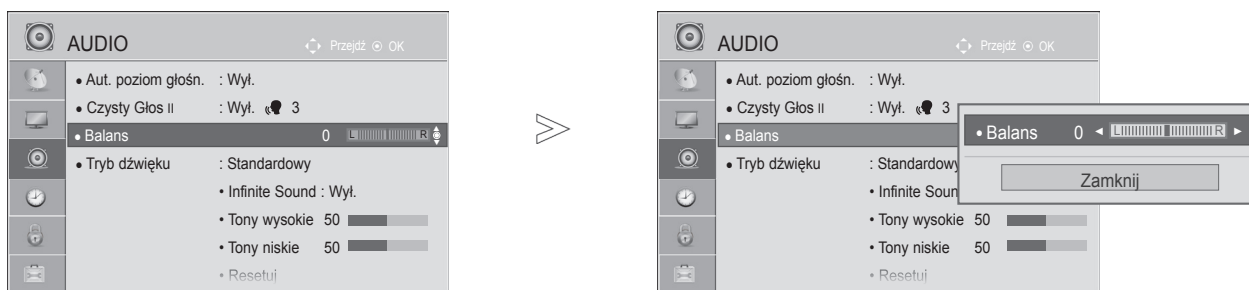 AUDIO Przejdź OK
• Aut. poziom głośn. : Wył.
• Czysty Głos II : Wył. 3
• Balans 0 L R
• Tryb dźwięku : Standardowy
• Infinite Sound : Wył.
• Tony wysokie 50
• Tony niskie 50
• Resetuj
AUDIO Przejdź OK
• Aut. poziom głośn. : Wył.
• Czysty Głos II : Wył. 3
• Balans
• Balans 0 ◄ L R ►
Zamknij
• Tryb dźwięku : Standardowy
• Infinite Soun
• Tony wysokie 50
• Tony niskie 50
• Resetuj